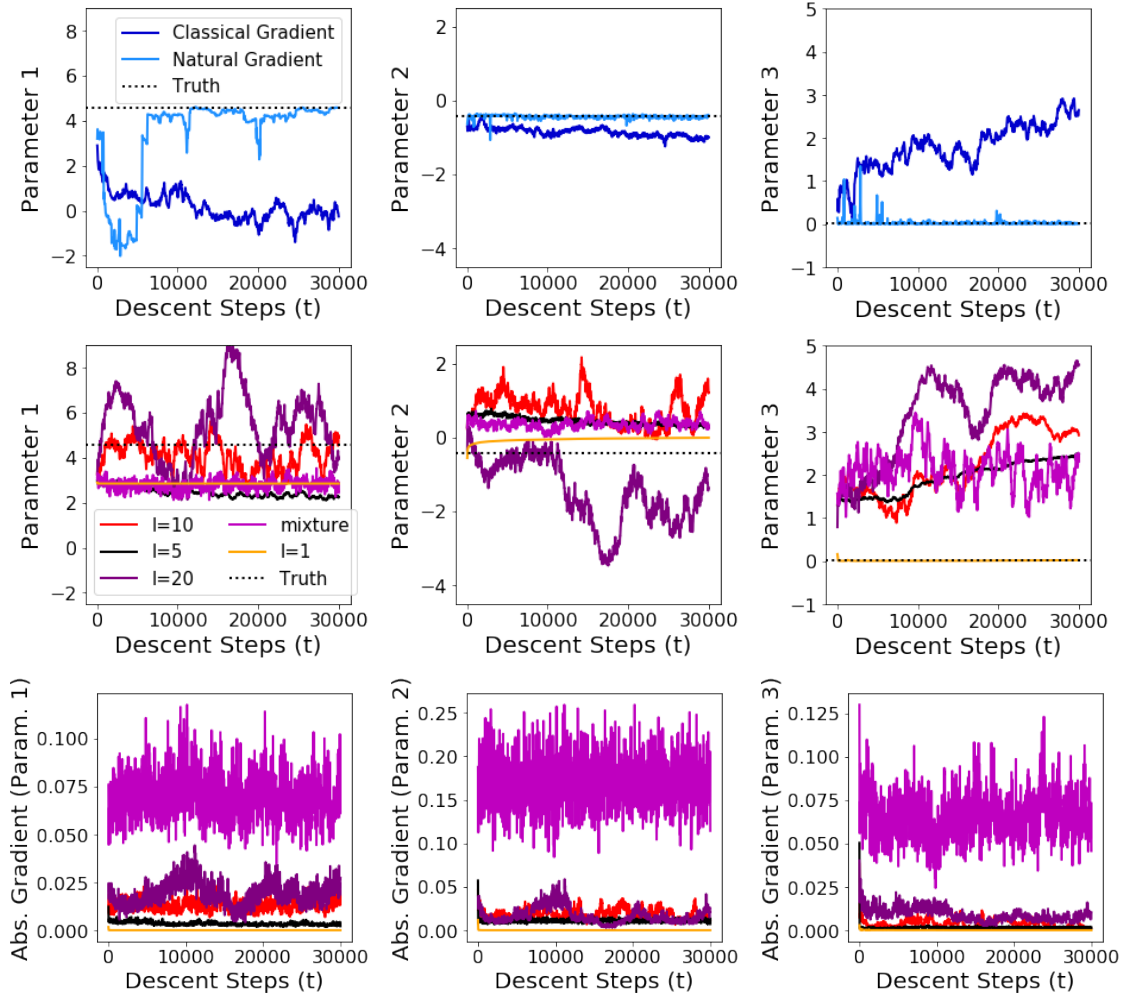 Parameter 1
8
6
4
2
0
−2
Classical Gradient
Natural Gradient
Truth
0 10000 20000 30000
Descent Steps (t)
Parameter 2
2
0
−2
−4
0 10000 20000 30000
Descent Steps (t)
Parameter 3
5
4
3
2
1
0
−1
0 10000 20000 30000
Descent Steps (t)
Parameter 1
8
6
4
2
0
−2
l=10
l=5
l=20
mixture
l=1
Truth
0 10000 20000 30000
Descent Steps (t)
Parameter 2
2
0
−2
−4
0 10000 20000 30000
Descent Steps (t)
Parameter 3
5
4
3
2
1
0
−1
0 10000 20000 30000
Descent Steps (t)
Abs. Gradient (Param. 1)
0.100
0.075
0.050
0.025
0.000
0 10000 20000 30000
Descent Steps (t)
Abs. Gradient (Param. 2)
0.25
0.20
0.15
0.10
0.05
0.00
0 10000 20000 30000
Descent Steps (t)
Abs. Gradient (Param. 3)
0.125
0.100
0.075
0.050
0.025
0.000
0 10000 20000 30000
Descent Steps (t)